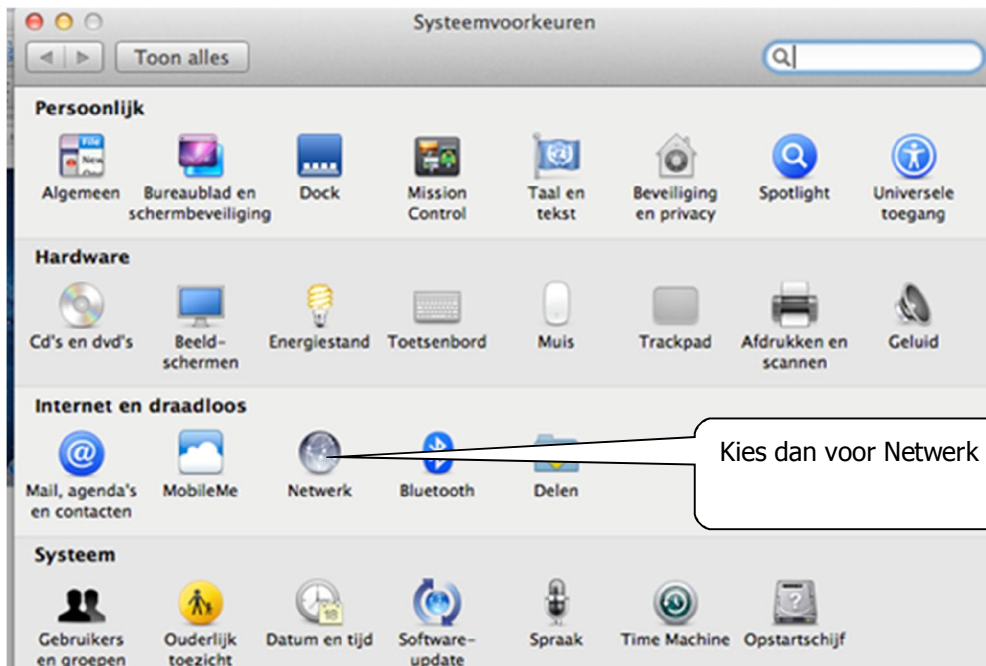 Systeemvoorkeuren
Toon alles
Persoonlijk
Algemeen
Bureaublad en
schermbeveiliging
Dock
Mission
Control
Taal en
tekst
Beveiliging
en privacy
Spotlight
Universele
toegang
Hardware
Cd's en dvd's
Beeld-
schermen
Energiestand
Toetsenbord
Muis
Trackpad
Afdrukken en
scannen
Geluid
Internet en draadloos
Mail, agenda's
en contacten
MobileMe
Netwerk
Bluetooth
Delen
Kies dan voor Netwerk
Systeem
Gebruikers
en groepen
Ouderlijk
toezicht
Datum en tijd
Software-
update
Spraak
Time Machine
Opstartschijf